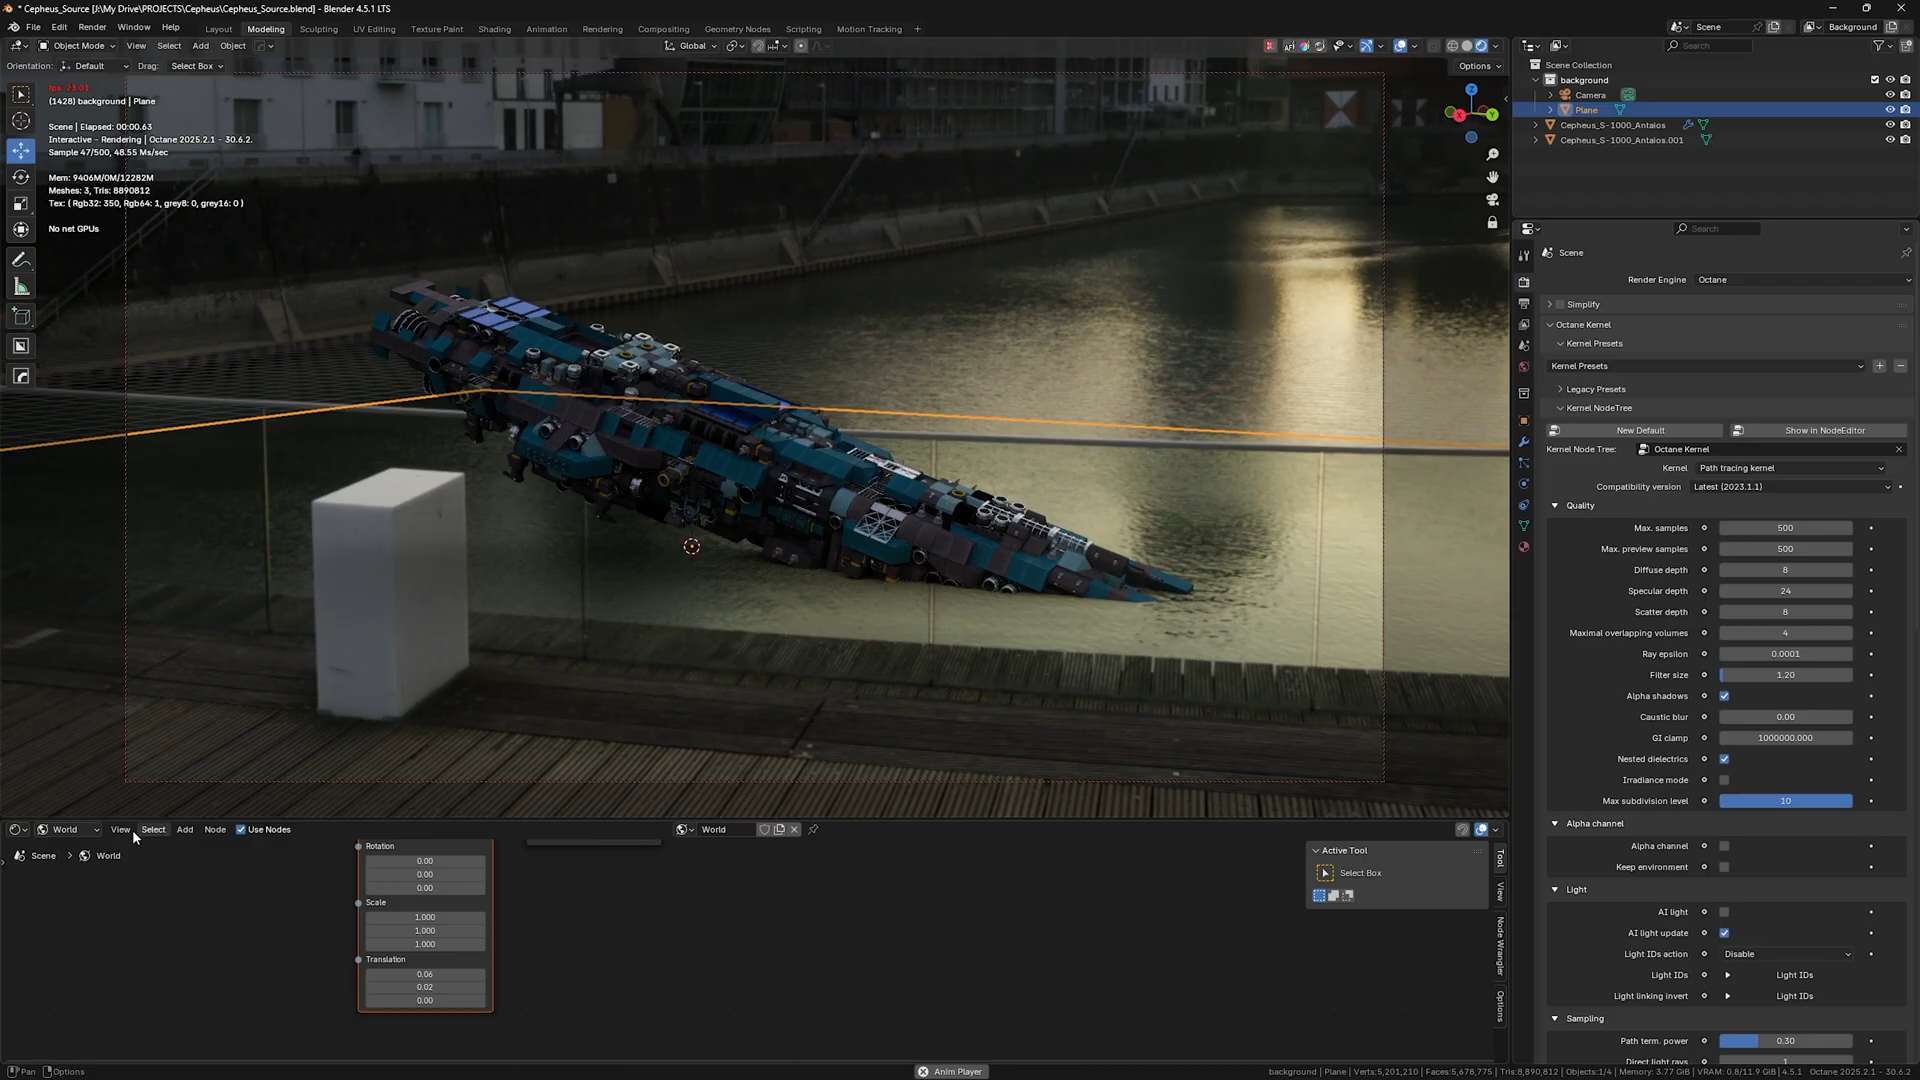 * Cepheus_Source [J:\My Drive\PROJECTS\Cepheus\Cepheus_Source.blend] - Blender 4.5.1 LTS
File Edit Render Window Help Layout Modeling Sculpting UV Editing Texture Paint Shading Animation Rendering Compositing Geometry Nodes Scripting Motion Tracking + Scene Background
Object Mode View Select Add Object Global Search
Orientation: Default Drag: Select Box Options
fps: 23.01
(1428) background | Plane
Scene | Elapsed: 00:00.63
Interactive - Rendering | Octane 2025.2.1 - 30.6.2.
Sample 47/500, 48.55 Ms/sec
Mem: 9406M/0M/12282M
Meshes: 3, Tris: 8890812
Tex: ( Rgb32: 350, Rgb64: 1, grey8: 0, grey16: 0 )
No net GPUs
Z
X
Y
Scene Collection
background
Camera
Plane
Cepheus_S-1000_Antaios
Cepheus_S-1000_Antaios.001
Search
Scene
Render Engine Octane
Simplify
Octane Kernel
Kernel Presets
Kernel Presets
Legacy Presets
Kernel NodeTree
New Default Show in NodeEditor
Kernel Node Tree: Octane Kernel
Kernel Path tracing kernel
Compatibility version Latest (2023.1.1)
Quality
Max. samples 500
Max. preview samples 500
Diffuse depth 8
Specular depth 24
Scatter depth 8
Maximal overlapping volumes 4
Ray epsilon 0.0001
Filter size 1.20
Alpha shadows
Caustic blur 0.00
GI clamp 1000000.000
Nested dielectrics
Irradiance mode
Max subdivision level 10
Alpha channel
Alpha channel
Keep environment
Light
AI light
AI light update
Light IDs action Disable
Light IDs Light IDs
Light linking invert Light IDs
Sampling
Path term. power 0.30
Direct light rays 1
World View Select Add Node Use Nodes World
Scene > World
Rotation
0.00
0.00
0.00
Scale
1.000
1.000
1.000
Translation
0.06
0.02
0.00
Active Tool
Select Box
Tool
View
Node Wrangler
Options
Pan Options Anim Player background | Plane | Verts:5,201,210 | Faces:5,678,775 | Tris:8,890,812 | Objects:1/4 | Memory: 3.77 GiB | VRAM: 0.8/11.9 GiB | 4.5.1 Octane 2025.2.1 - 30.6.2